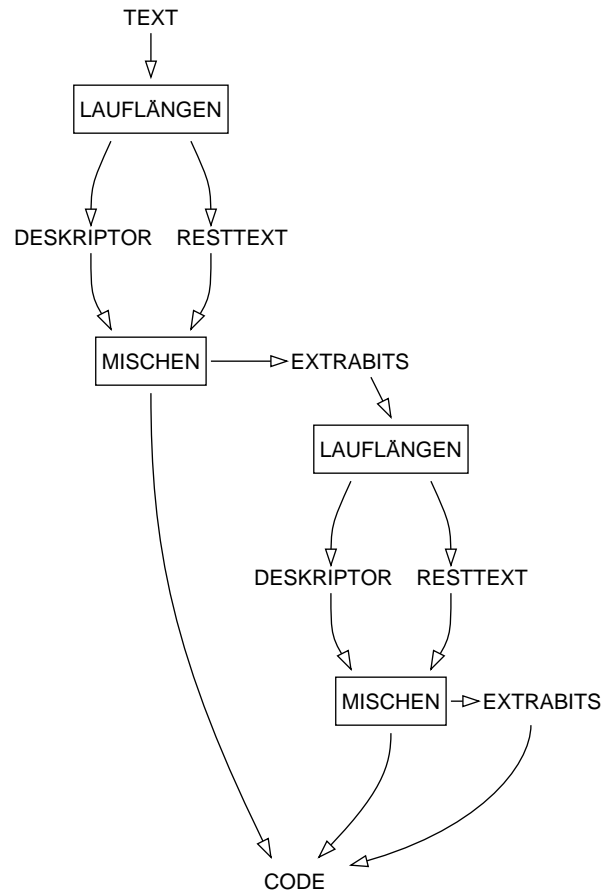 TEXT
LAUFLÄNGEN
DESKRIPTOR RESTTEXT
MISCHEN EXTRABITS
LAUFLÄNGEN
DESKRIPTOR RESTTEXT
MISCHEN EXTRABITS
CODE